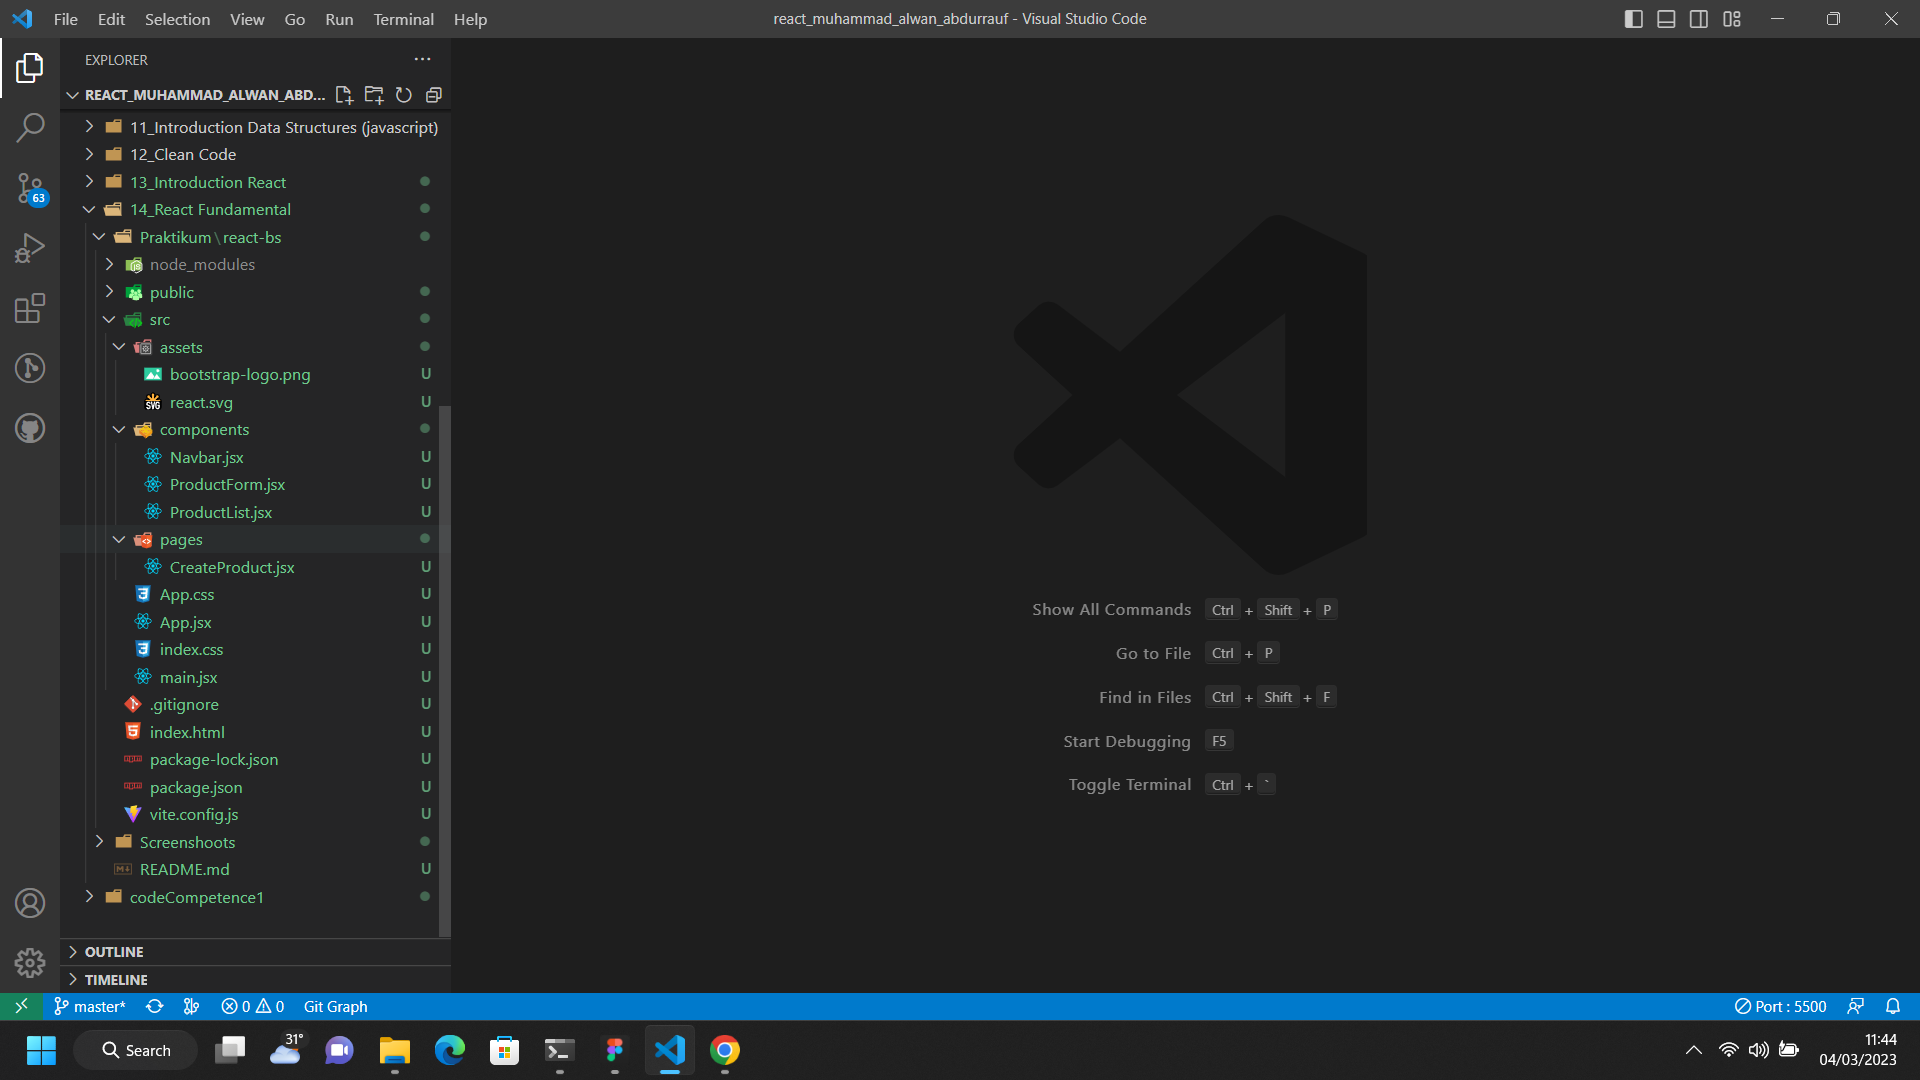 File Edit Selection View Go Run Terminal Help
react_muhammad_alwan_abdurrauf - Visual Studio Code
EXPLORER
REACT_MUHAMMAD_ALWAN_ABD...
11_Introduction Data Structures (javascript)
12_Clean Code
13_Introduction React
14_React Fundamental
Praktikum\react-bs
node_modules
public
src
assets
bootstrap-logo.png U
react.svg U
components
Navbar.jsx U
ProductForm.jsx U
ProductList.jsx U
pages
CreateProduct.jsx U
App.css U
App.jsx U
index.css U
main.jsx U
.gitignore U
index.html U
package-lock.json U
package.json U
vite.config.js U
Screenshoots
README.md U
codeCompetence1
OUTLINE
TIMELINE
63
Show All Commands Ctrl + Shift + P
Go to File Ctrl + P
Find in Files Ctrl + Shift + F
Start Debugging F5
Toggle Terminal Ctrl + `
master* 0 0 Git Graph
Port : 5500
Search
31°
11:44
04/03/2023